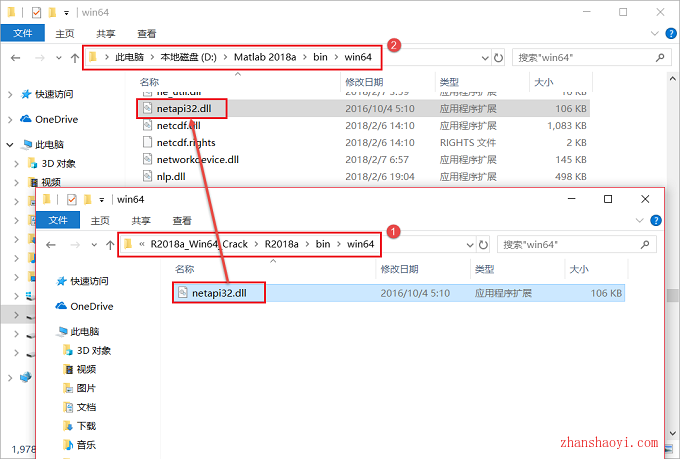 win64
文件 主页 共享 查看
② 此电脑 › 本地磁盘 (D:) › Matlab 2018a › bin › win64 搜索"win64"
名称 修改日期 类型 大小
快速访问
OneDrive
此电脑
3D 对象
视频
netapi32.dll 2016/10/4 5:10 应用程序扩展 106 KB
netcdf.dll 2018/2/6 14:10 应用程序扩展 1,083 KB
netcdf.rights 2018/2/6 14:10 RIGHTS 文件 2 KB
networkdevice.dll 2018/2/7 6:57 应用程序扩展 145 KB
nlp.dll 2018/2/6 19:04 应用程序扩展 498 KB
win64
文件 主页 共享 查看
① « R2018a_Win64_Crack › R2018a › bin › win64 搜索"win64"
名称 修改日期 类型 大小
netapi32.dll 2016/10/4 5:10 应用程序扩展 106 KB
快速访问
OneDrive
此电脑
3D 对象
视频
图片
文档
下载
音乐
1,978
zhanshaoyi.com